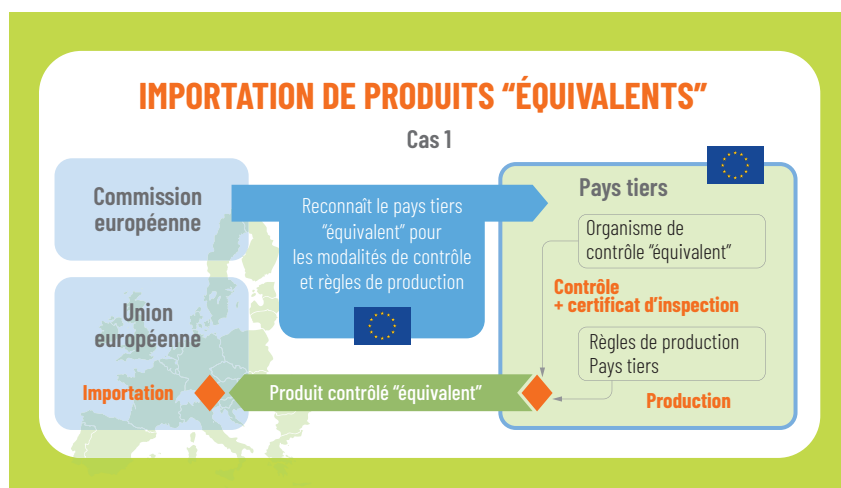 IMPORTATION DE PRODUITS “ÉQUIVALENTS”
Cas 1
Commission
européenne
Reconnaît le pays tiers
“équivalent” pour
les modalités de contrôle
et règles de production
Pays tiers
Organisme de
contrôle “équivalent”
Contrôle
+ certificat d’inspection
Union
européenne
Règles de production
Pays tiers
Importation
Produit contrôlé “équivalent”
Production